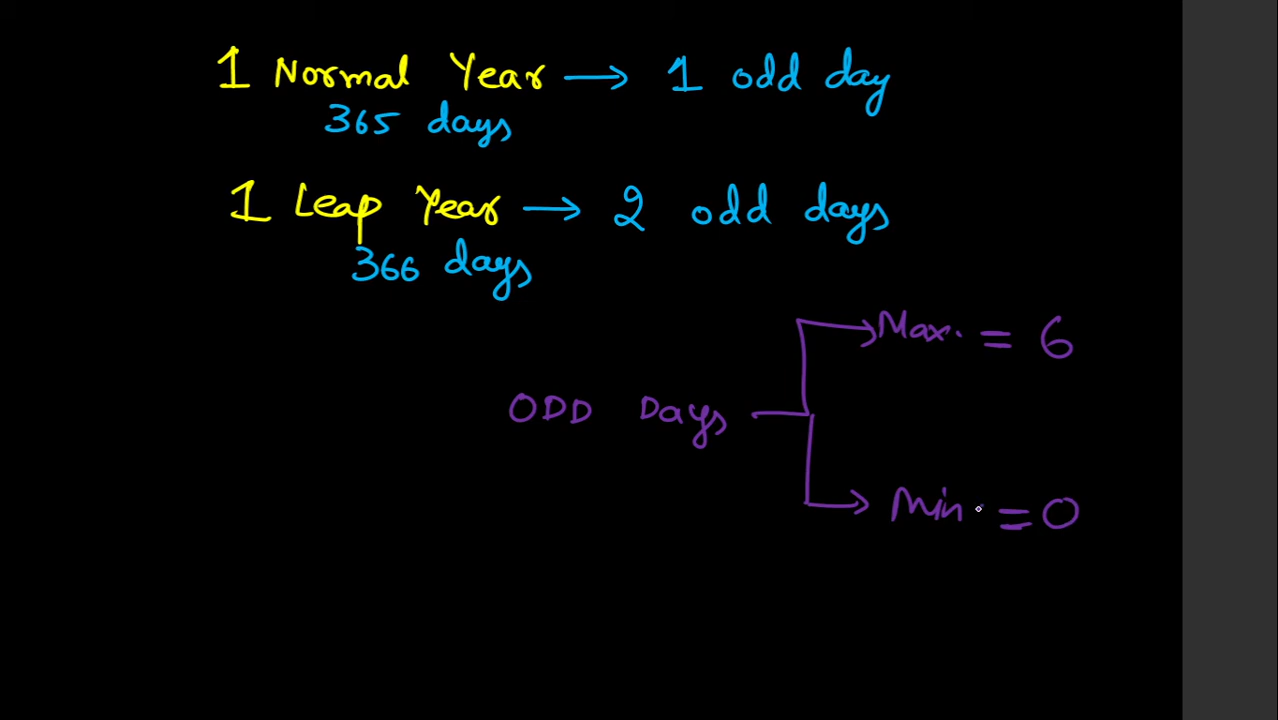 1 Normal Year → 1 odd day
365 days
1 Leap Year → 2 odd days
366 days
Max. = 6
ODD Days
Min. = 0